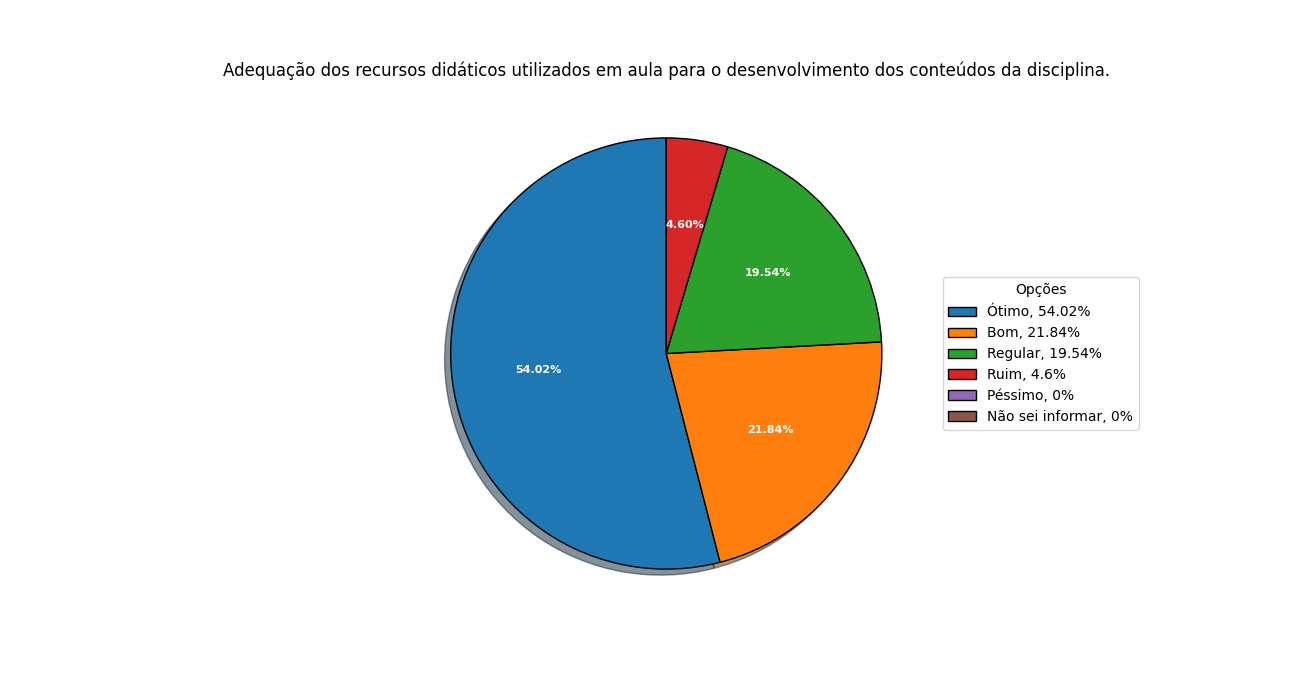 Adequação dos recursos didáticos utilizados em aula para o desenvolvimento dos conteúdos da disciplina.
4.60%
19.54%
54.02%
21.84%
Opções
Ótimo, 54.02%
Bom, 21.84%
Regular, 19.54%
Ruim, 4.6%
Péssimo, 0%
Não sei informar, 0%